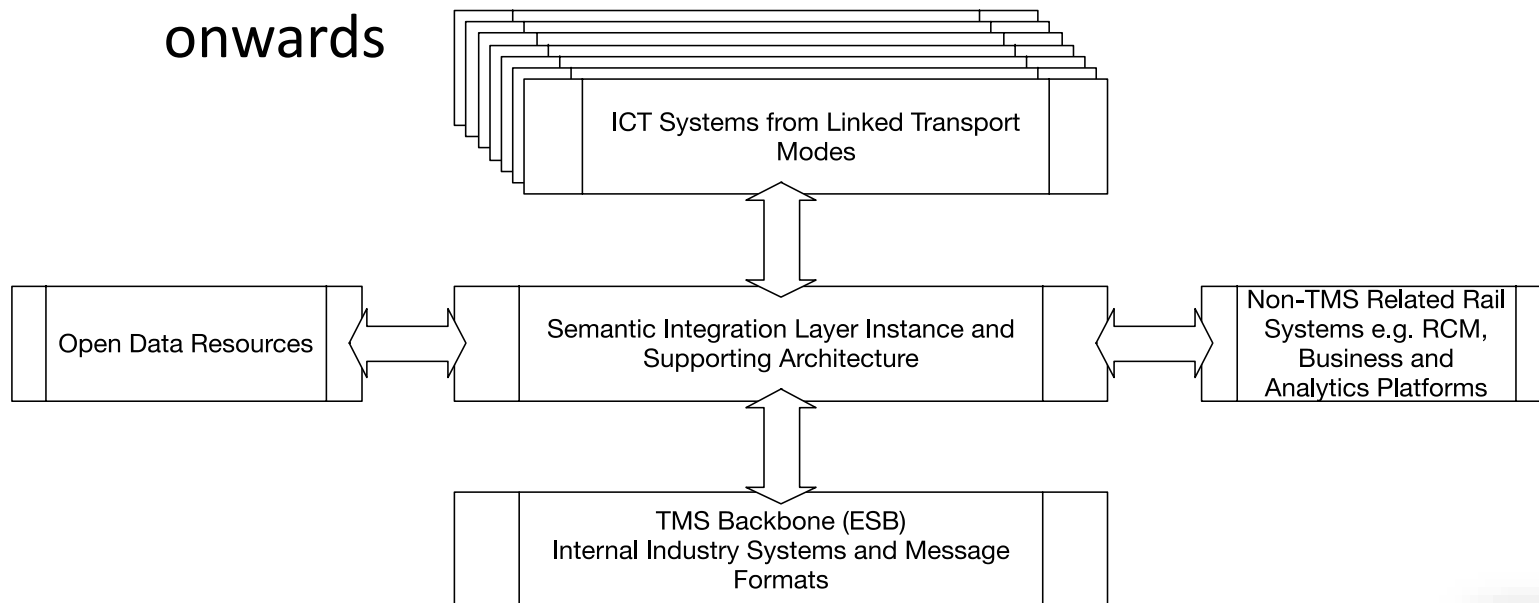 onwards
ICT Systems from Linked Transport
Modes
Open Data Resources
Semantic Integration Layer Instance and
Supporting Architecture
Non-TMS Related Rail
Systems e.g. RCM,
Business and
Analytics Platforms
TMS Backbone (ESB)
Internal Industry Systems and Message
Formats